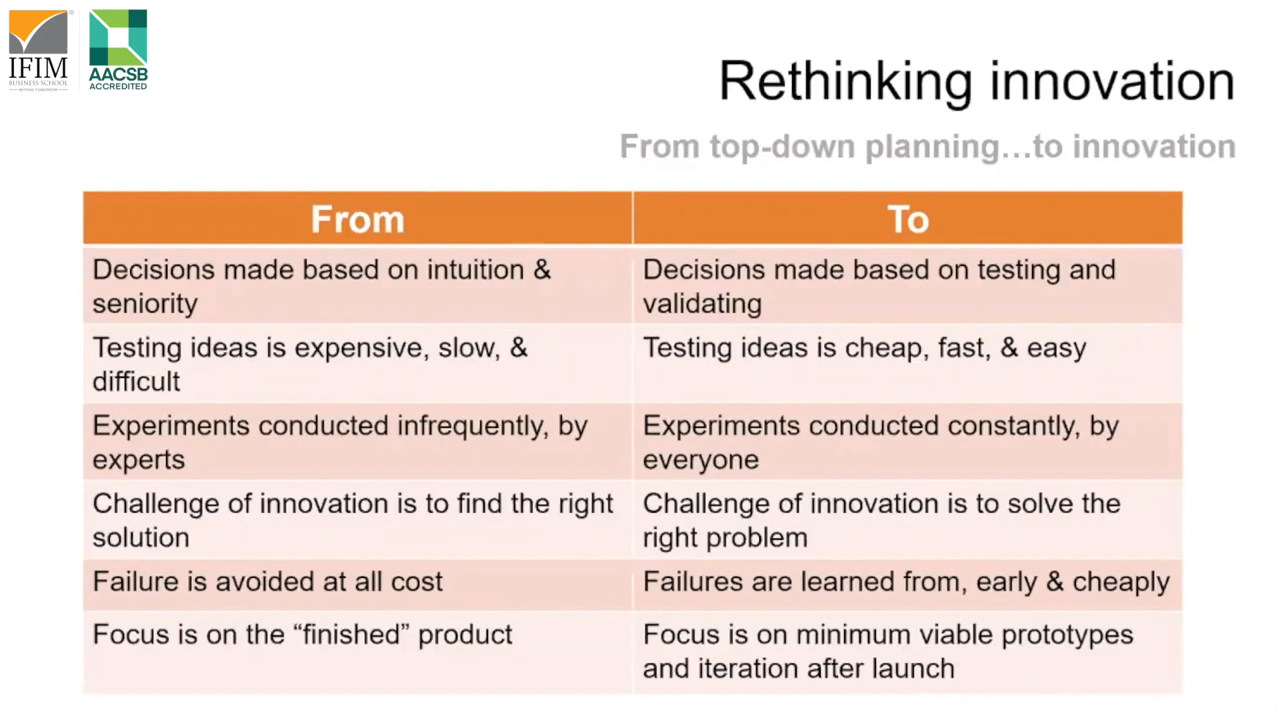 IFIM
BUSINESS SCHOOL
BEYOND TOMORROW
AACSB
ACCREDITED
Rethinking innovation
From top-down planning…to innovation
From
To
Decisions made based on intuition &
seniority
Decisions made based on testing and
validating
Testing ideas is expensive, slow, &
difficult
Testing ideas is cheap, fast, & easy
Experiments conducted infrequently, by
experts
Experiments conducted constantly, by
everyone
Challenge of innovation is to find the right
solution
Challenge of innovation is to solve the
right problem
Failure is avoided at all cost
Failures are learned from, early & cheaply
Focus is on the “finished” product
Focus is on minimum viable prototypes
and iteration after launch